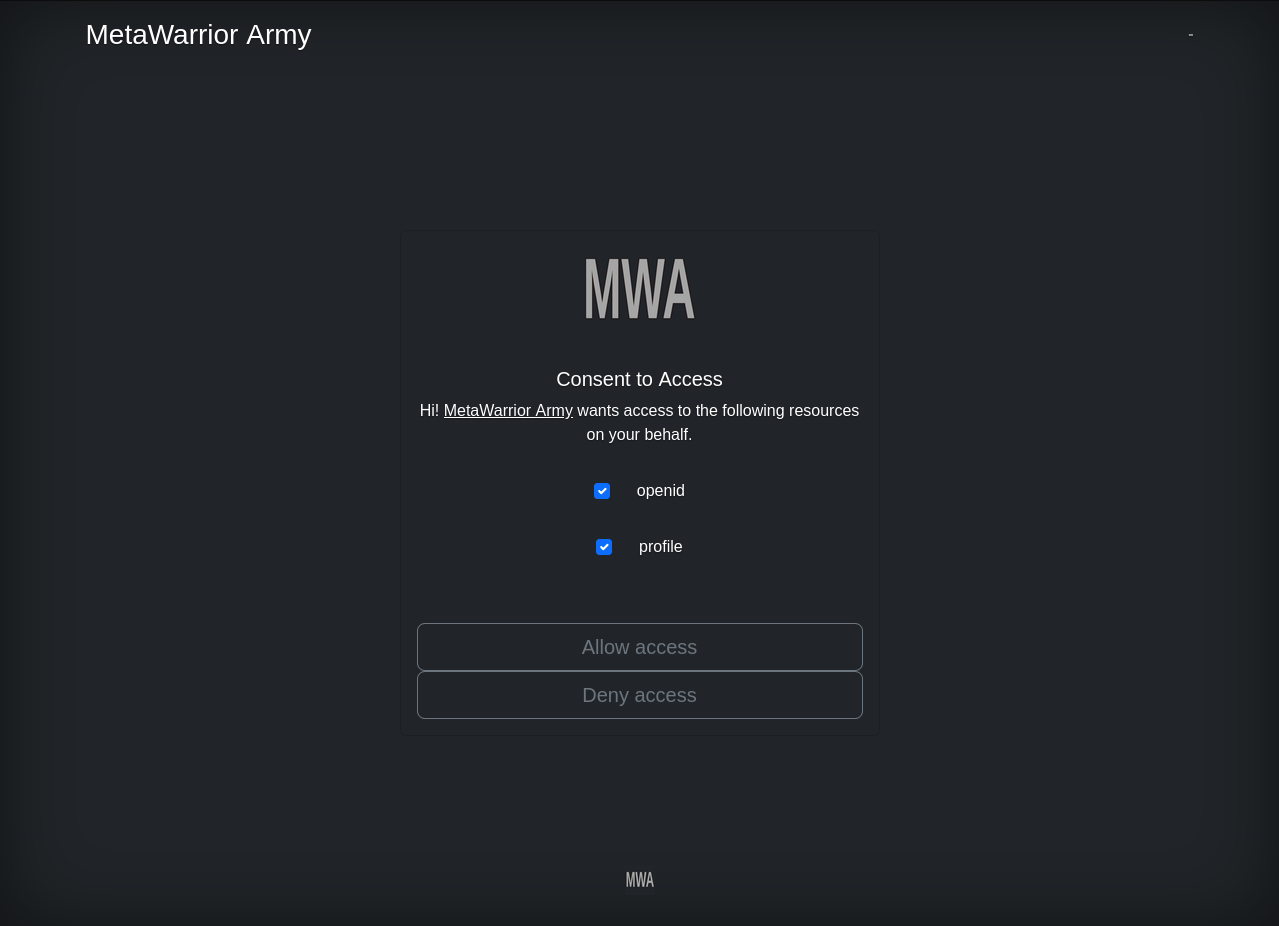 MetaWarrior Army
-
MWA
Consent to Access
Hi! MetaWarrior Army wants access to the following resources
on your behalf.
openid
profile
Allow access
Deny access
MWA